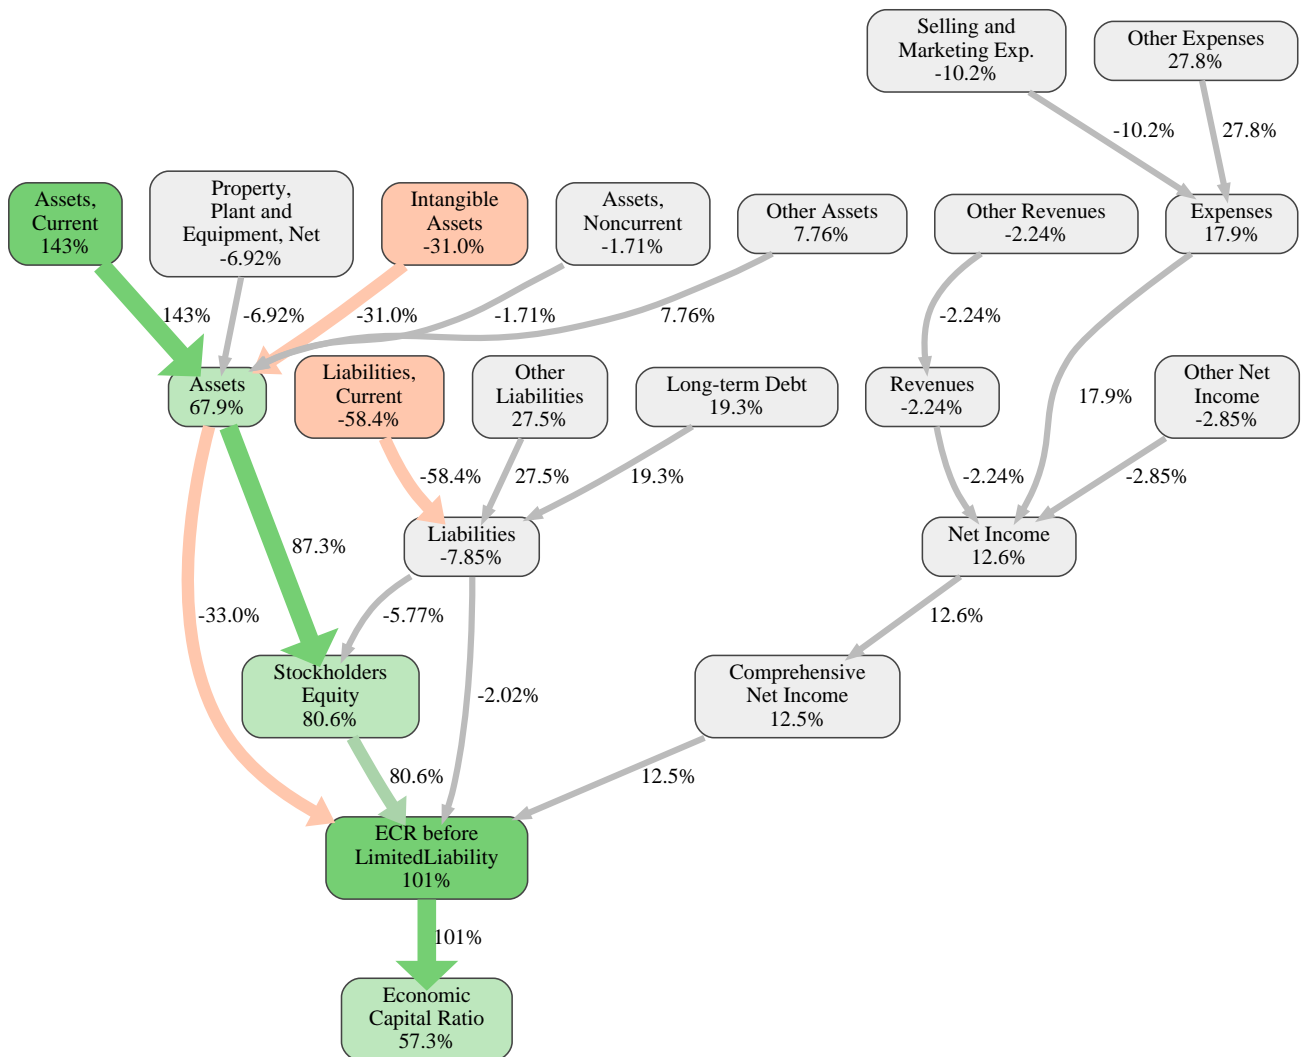 Selling and
Marketing Exp.
-10.2%
Other Expenses
27.8%
-10.2%
27.8%
Assets,
Current
143%
Property,
Plant and
Equipment, Net
-6.92%
Intangible
Assets
-31.0%
Assets,
Noncurrent
-1.71%
Other Assets
7.76%
Other Revenues
-2.24%
Expenses
17.9%
143%
-6.92%
-31.0%
-1.71%
7.76%
-2.24%
Assets
67.9%
Liabilities,
Current
-58.4%
Other
Liabilities
27.5%
Long-term Debt
19.3%
Revenues
-2.24%
17.9%
Other Net
Income
-2.85%
-58.4%
27.5%
19.3%
-2.24%
-2.85%
87.3%
Liabilities
-7.85%
Net Income
12.6%
-33.0%
-5.77%
12.6%
Stockholders
Equity
80.6%
-2.02%
Comprehensive
Net Income
12.5%
80.6%
12.5%
ECR before
LimitedLiability
101%
101%
Economic
Capital Ratio
57.3%